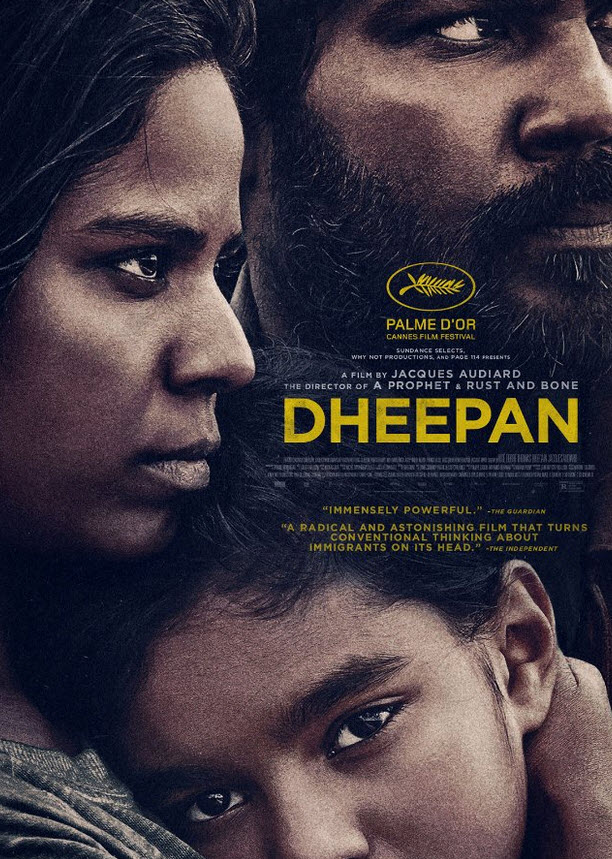 PALME D'OR
CANNES FILM FESTIVAL
SUNDANCE SELECTS,
WHY NOT PRODUCTIONS, AND PAGE 114 PRESENTS
A FILM BY JACQUES AUDIARD
THE DIRECTOR OF A PROPHET & RUST AND BONE
DHEEPAN
"IMMENSELY POWERFUL." -THE GUARDIAN
"A RADICAL AND ASTONISHING FILM THAT TURNS
CONVENTIONAL THINKING ABOUT
IMMIGRANTS ON ITS HEAD." -THE INDEPENDENT